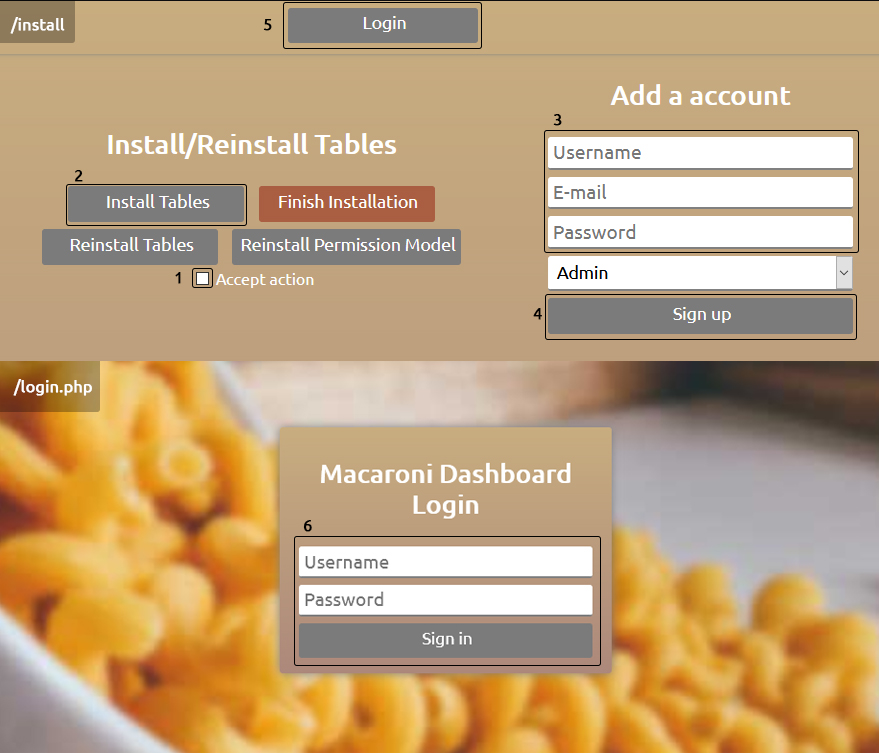 /install
5
Login
Install/Reinstall Tables
2
Install Tables
Finish Installation
Reinstall Tables
Reinstall Permission Model
1
Accept action
Add a account
3
Username
E-mail
Password
Admin
4
Sign up
/login.php
Macaroni Dashboard
Login
6
Username
Password
Sign in